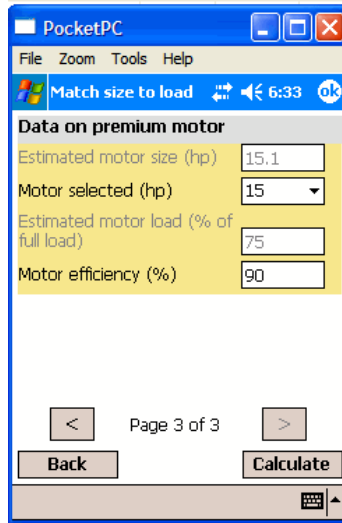 PocketPC
File Zoom Tools Help
Match size to load 6:33 ok
Data on premium motor
Estimated motor size (hp) 15.1
Motor selected (hp) 15
Estimated motor load (% of
full load) 75
Motor efficiency (%) 90
< Page 3 of 3 >
Back Calculate